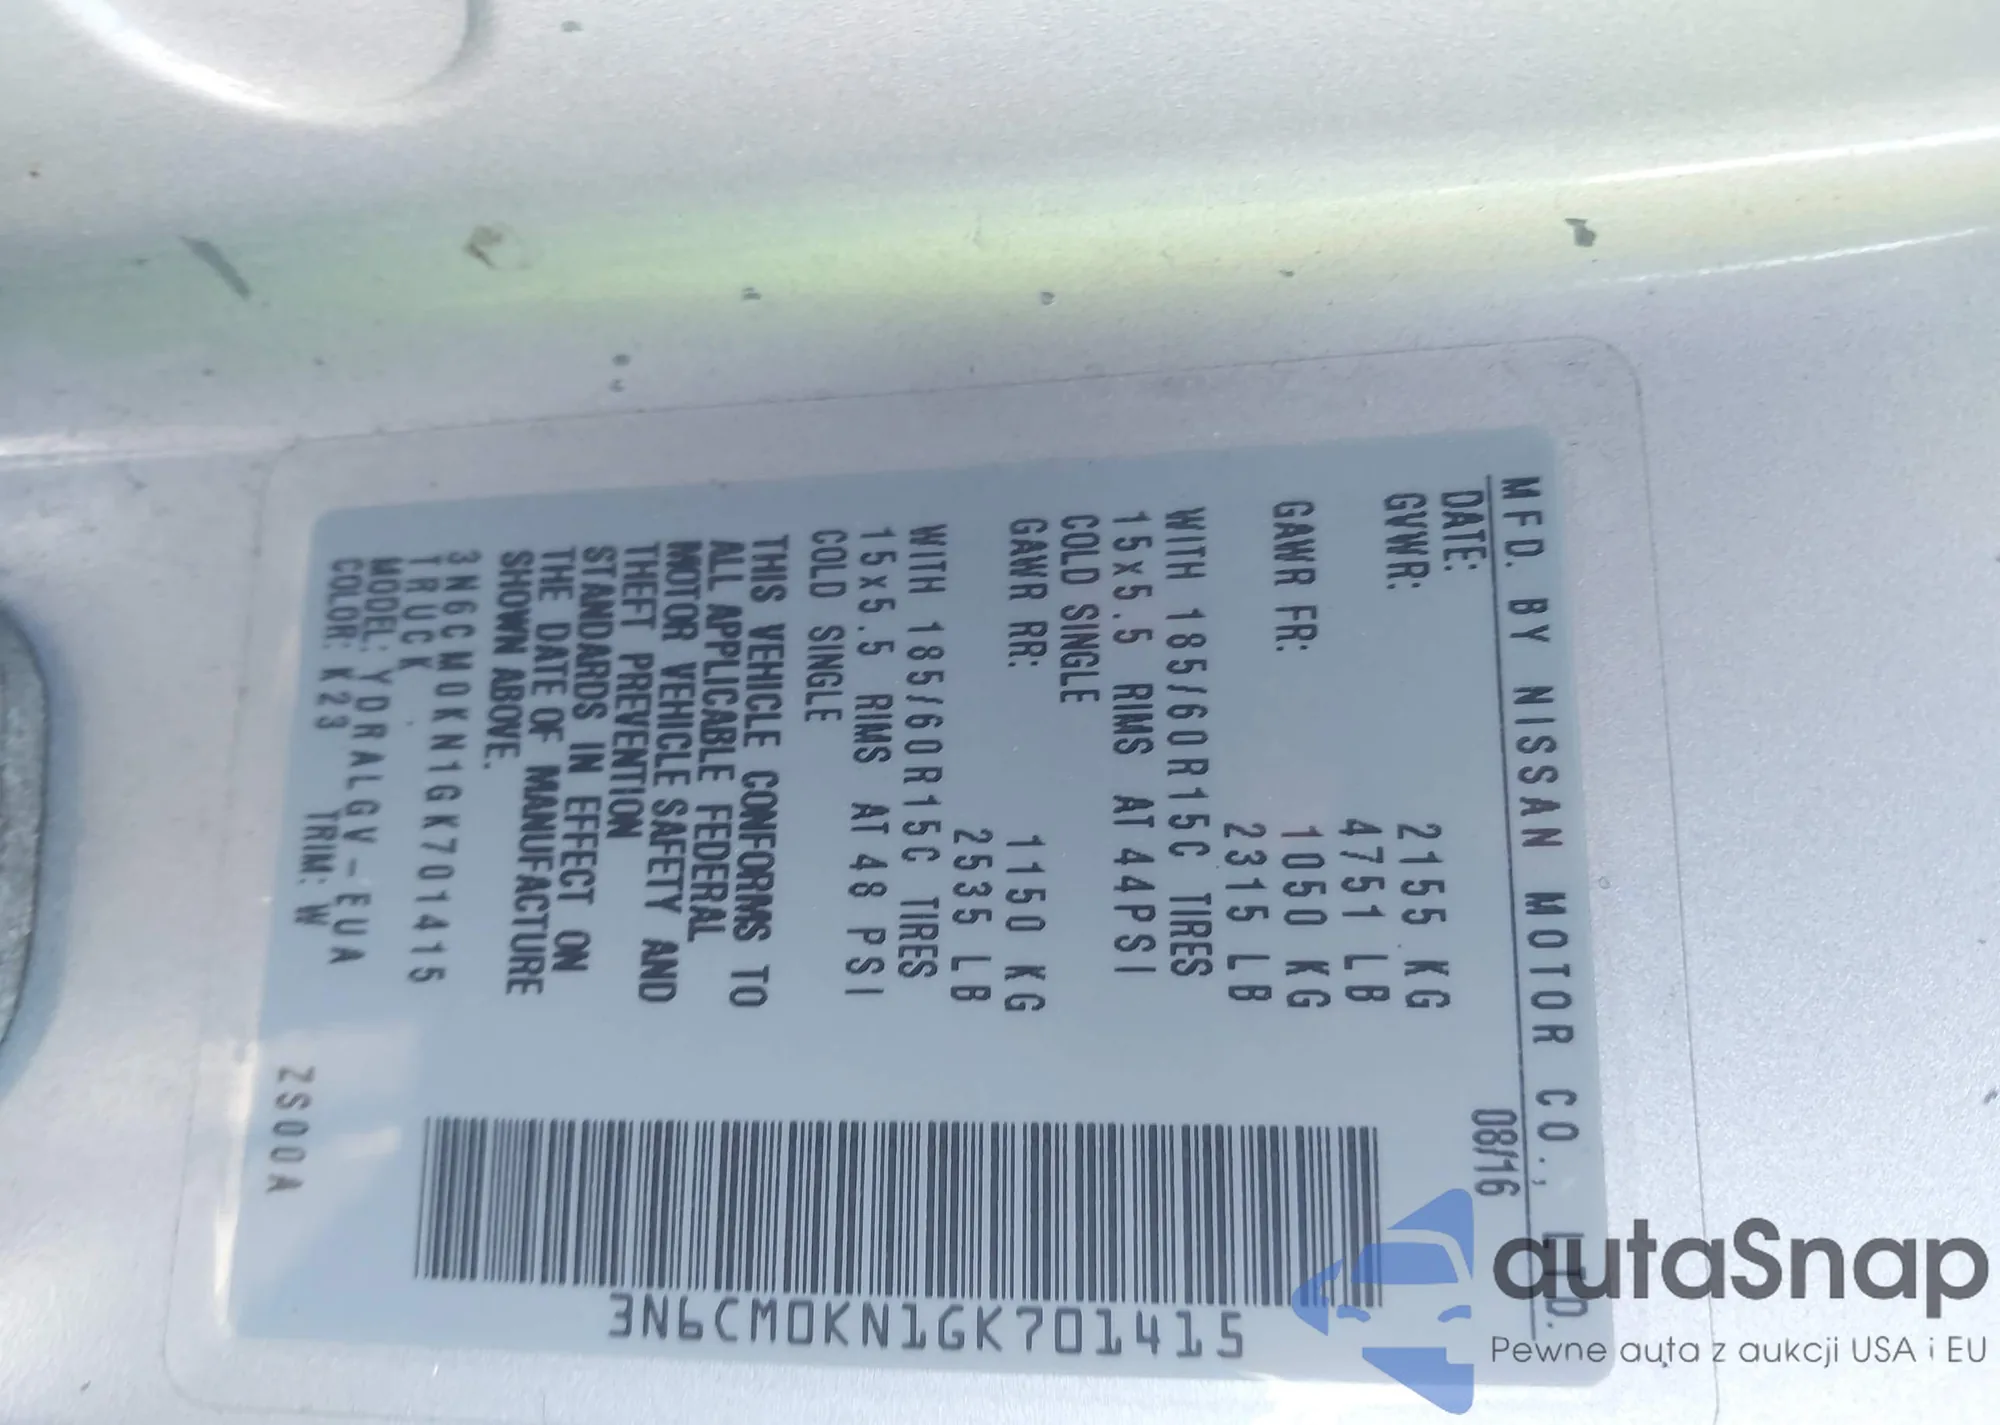 MFD. BY NISSAN MOTOR CO., LTD.
DATE: 08/16
GVWR: 2155 KG
4751 LB
GAWR FR: 1050 KG
2315 LB
WITH 185/60R15C TIRES
15x5.5 RIMS AT 44PSI
COLD SINGLE
GAWR RR: 1150 KG
2535 LB
WITH 185/60R15C TIRES
15x5.5 RIMS AT 48 PSI
COLD SINGLE
THIS VEHICLE CONFORMS TO
ALL APPLICABLE FEDERAL
MOTOR VEHICLE SAFETY AND
THEFT PREVENTION
STANDARDS IN EFFECT ON
THE DATE OF MANUFACTURE
SHOWN ABOVE.
3N6CM0KN1GK701415
TRUCK
MODEL: YDRALGV-EUA
COLOR: K23 TRIM: W
ZS00A
3N6CM0KN1GK701415
autaSnap
Pewne auta z aukcji USA i EU